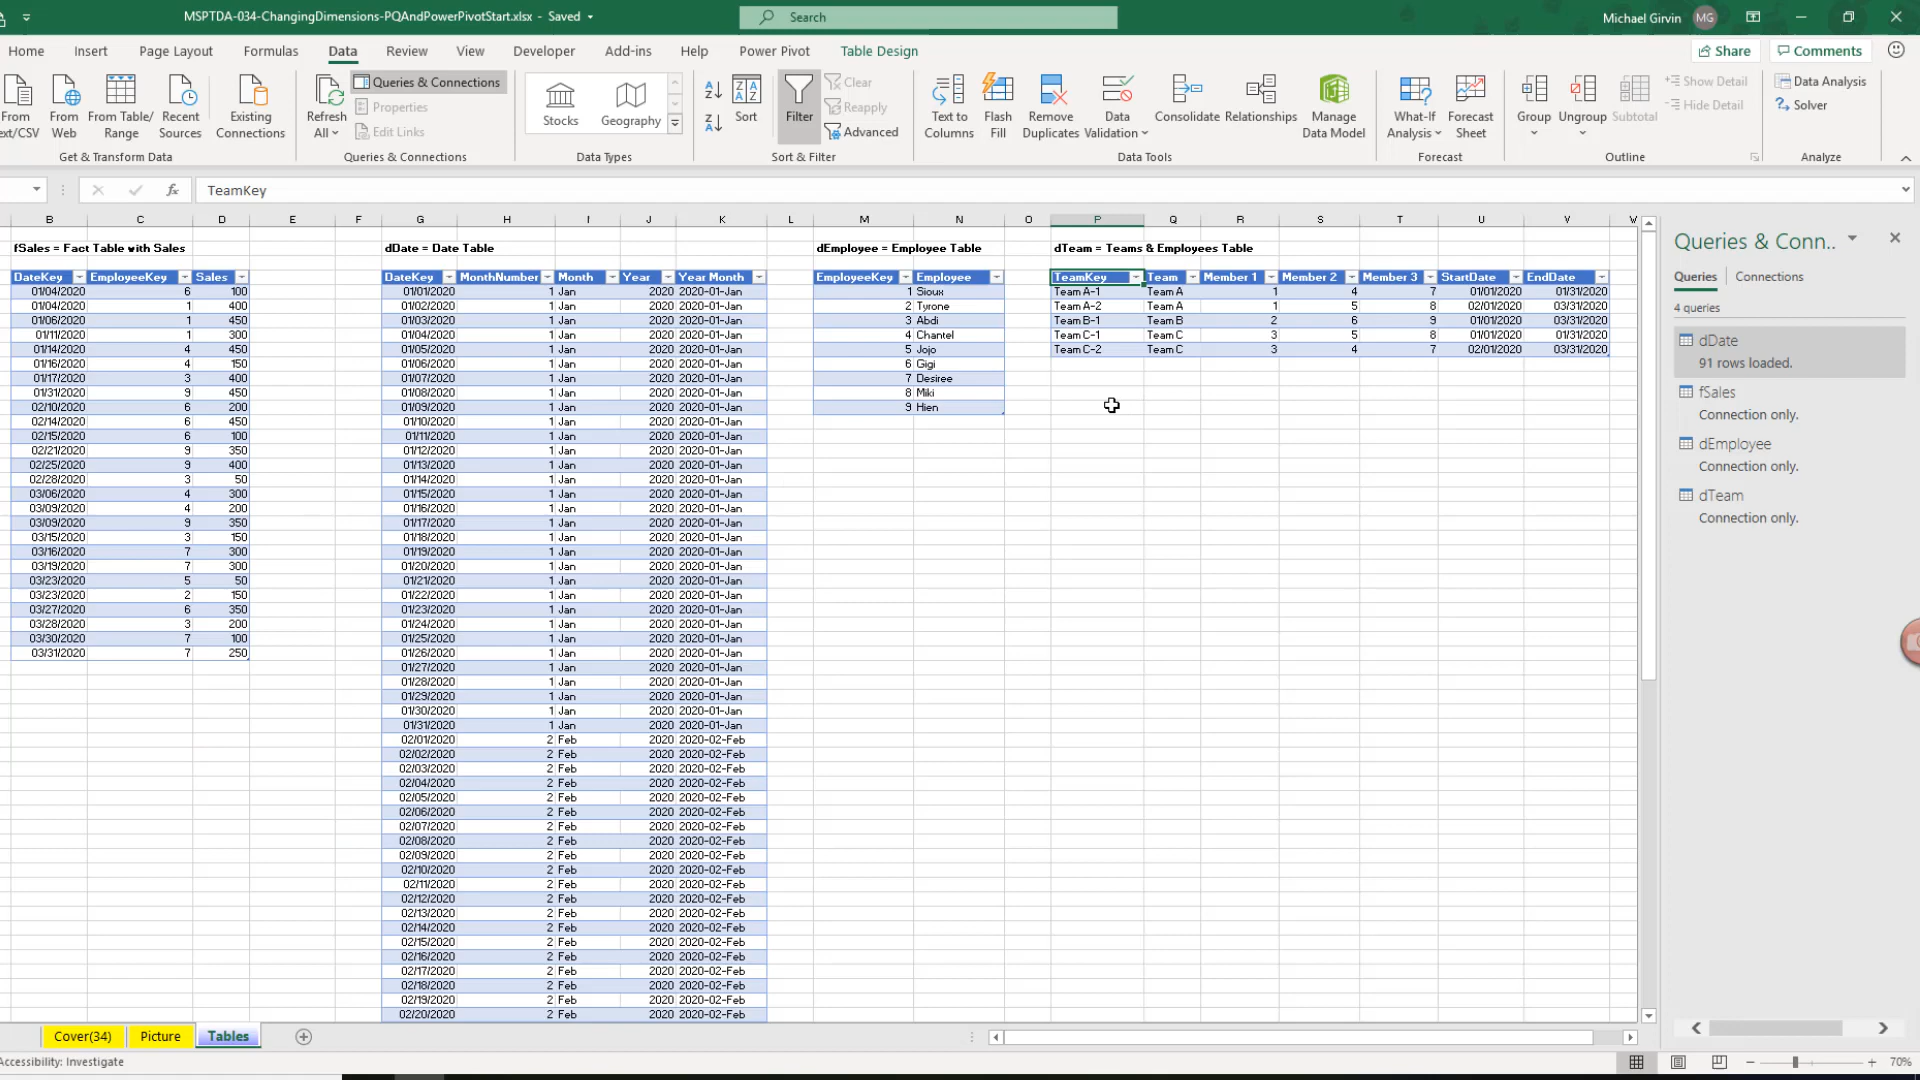 MSPTDA-034-ChangingDimensions-PQAndPowerPivotStart.xlsx - Saved
Search
Michael Girvin MG
Home Insert Page Layout Formulas Data Review View Developer Add-ins Help Power Pivot Table Design
Share Comments
From ext/CSV
From Web
From Table/ Range
Recent Sources
Existing Connections
Get & Transform Data
Refresh All
Queries & Connections
Properties
Edit Links
Queries & Connections
Stocks
Geography
Data Types
Sort
Filter
Clear
Reapply
Advanced
Sort & Filter
Text to Columns
Flash Fill
Remove Duplicates
Data Validation
Consolidate
Relationships
Manage Data Model
Data Tools
What-If Analysis
Forecast Sheet
Forecast
Group
Ungroup
Subtotal
Show Detail
Hide Detail
Outline
Data Analysis
Solver
Analyze
fx TeamKey
B C D E F G H I J K L M N O P Q R S T U V W
fSales = Fact Table with Sales
DateKey EmployeeKey Sales
01/04/2020 6 100
01/04/2020 1 400
01/06/2020 1 450
01/11/2020 1 300
01/14/2020 4 450
01/16/2020 4 150
01/17/2020 3 400
01/31/2020 9 450
02/10/2020 6 200
02/14/2020 6 450
02/15/2020 6 100
02/21/2020 9 350
02/25/2020 9 400
02/28/2020 3 50
03/06/2020 4 300
03/09/2020 4 200
03/09/2020 9 350
03/15/2020 3 150
03/16/2020 7 300
03/19/2020 7 300
03/23/2020 5 50
03/23/2020 2 150
03/27/2020 6 350
03/28/2020 3 200
03/30/2020 7 100
03/31/2020 7 250
dDate = Date Table
DateKey MonthNumber Month Year Year Month
01/01/2020 1 Jan 2020 2020-01-Jan
01/02/2020 1 Jan 2020 2020-01-Jan
01/03/2020 1 Jan 2020 2020-01-Jan
01/04/2020 1 Jan 2020 2020-01-Jan
01/05/2020 1 Jan 2020 2020-01-Jan
01/06/2020 1 Jan 2020 2020-01-Jan
01/07/2020 1 Jan 2020 2020-01-Jan
01/08/2020 1 Jan 2020 2020-01-Jan
01/09/2020 1 Jan 2020 2020-01-Jan
01/10/2020 1 Jan 2020 2020-01-Jan
01/11/2020 1 Jan 2020 2020-01-Jan
01/12/2020 1 Jan 2020 2020-01-Jan
01/13/2020 1 Jan 2020 2020-01-Jan
01/14/2020 1 Jan 2020 2020-01-Jan
01/15/2020 1 Jan 2020 2020-01-Jan
01/16/2020 1 Jan 2020 2020-01-Jan
01/17/2020 1 Jan 2020 2020-01-Jan
01/18/2020 1 Jan 2020 2020-01-Jan
01/19/2020 1 Jan 2020 2020-01-Jan
01/20/2020 1 Jan 2020 2020-01-Jan
01/21/2020 1 Jan 2020 2020-01-Jan
01/22/2020 1 Jan 2020 2020-01-Jan
01/23/2020 1 Jan 2020 2020-01-Jan
01/24/2020 1 Jan 2020 2020-01-Jan
01/25/2020 1 Jan 2020 2020-01-Jan
01/26/2020 1 Jan 2020 2020-01-Jan
01/27/2020 1 Jan 2020 2020-01-Jan
01/28/2020 1 Jan 2020 2020-01-Jan
01/29/2020 1 Jan 2020 2020-01-Jan
01/30/2020 1 Jan 2020 2020-01-Jan
01/31/2020 1 Jan 2020 2020-01-Jan
02/01/2020 2 Feb 2020 2020-02-Feb
02/02/2020 2 Feb 2020 2020-02-Feb
02/03/2020 2 Feb 2020 2020-02-Feb
02/04/2020 2 Feb 2020 2020-02-Feb
02/05/2020 2 Feb 2020 2020-02-Feb
02/06/2020 2 Feb 2020 2020-02-Feb
02/07/2020 2 Feb 2020 2020-02-Feb
02/08/2020 2 Feb 2020 2020-02-Feb
02/09/2020 2 Feb 2020 2020-02-Feb
02/10/2020 2 Feb 2020 2020-02-Feb
02/11/2020 2 Feb 2020 2020-02-Feb
02/12/2020 2 Feb 2020 2020-02-Feb
02/13/2020 2 Feb 2020 2020-02-Feb
02/14/2020 2 Feb 2020 2020-02-Feb
02/15/2020 2 Feb 2020 2020-02-Feb
02/16/2020 2 Feb 2020 2020-02-Feb
02/17/2020 2 Feb 2020 2020-02-Feb
02/18/2020 2 Feb 2020 2020-02-Feb
02/19/2020 2 Feb 2020 2020-02-Feb
02/20/2020 2 Feb 2020 2020-02-Feb
dEmployee = Employee Table
EmployeeKey Employee
1 Sioux
2 Tyrone
3 Abdi
4 Chantel
5 Jojo
6 Gigi
7 Desiree
8 Miki
9 Hien
dTeam = Teams & Employees Table
TeamKey Team Member 1 Member 2 Member 3 StartDate EndDate
Team A-1 Team A 1 4 7 01/01/2020 01/31/2020
Team A-2 Team A 1 5 8 02/01/2020 03/31/2020
Team B-1 Team B 2 6 9 01/01/2020 03/31/2020
Team C-1 Team C 3 5 8 01/01/2020 01/31/2020
Team C-2 Team C 3 4 7 02/01/2020 03/31/2020
Queries & Conn..
Queries Connections
4 queries
dDate
91 rows loaded.
fSales
Connection only.
dEmployee
Connection only.
dTeam
Connection only.
Cover(34) Picture Tables
Accessibility: Investigate
70%